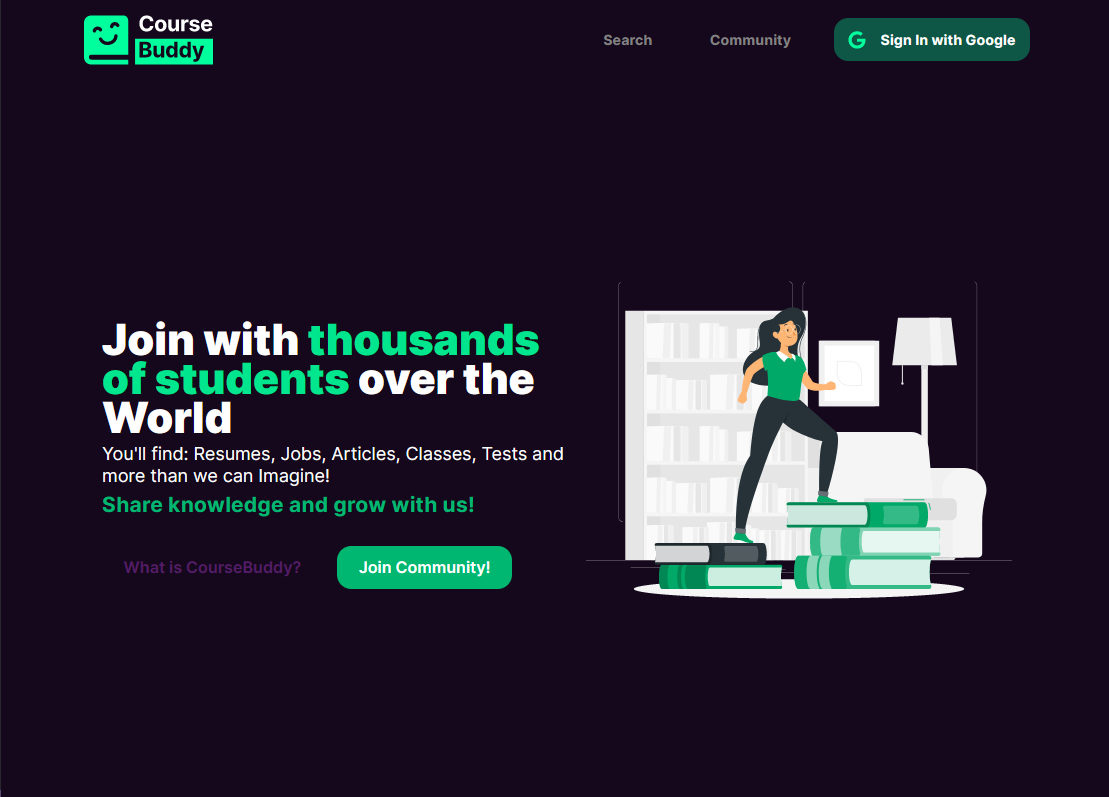 Course
Buddy
Search
Community
Sign In with Google
Join with thousands
of students over the
World
You'll find: Resumes, Jobs, Articles, Classes, Tests and
more than we can Imagine!
Share knowledge and grow with us!
What is CourseBuddy?
Join Community!